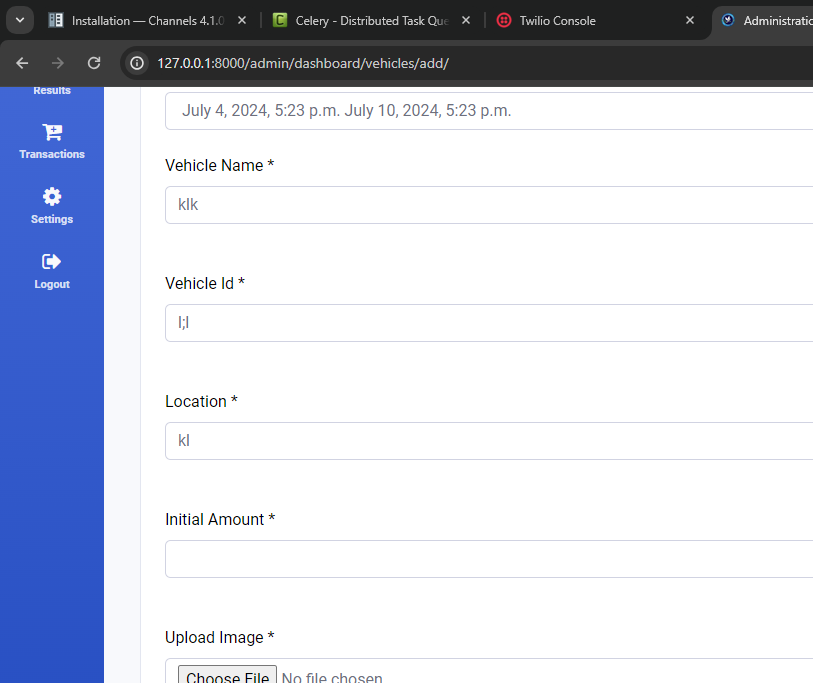 Installation — Channels 4.1.0
Celery - Distributed Task Que
Twilio Console
Administratio
127.0.0.1:8000/admin/dashboard/vehicles/add/
Results
Transactions
Settings
Logout
July 4, 2024, 5:23 p.m. July 10, 2024, 5:23 p.m.
Vehicle Name *
klk
Vehicle Id *
l;l
Location *
kl
Initial Amount *
Upload Image *
Choose File No file chosen